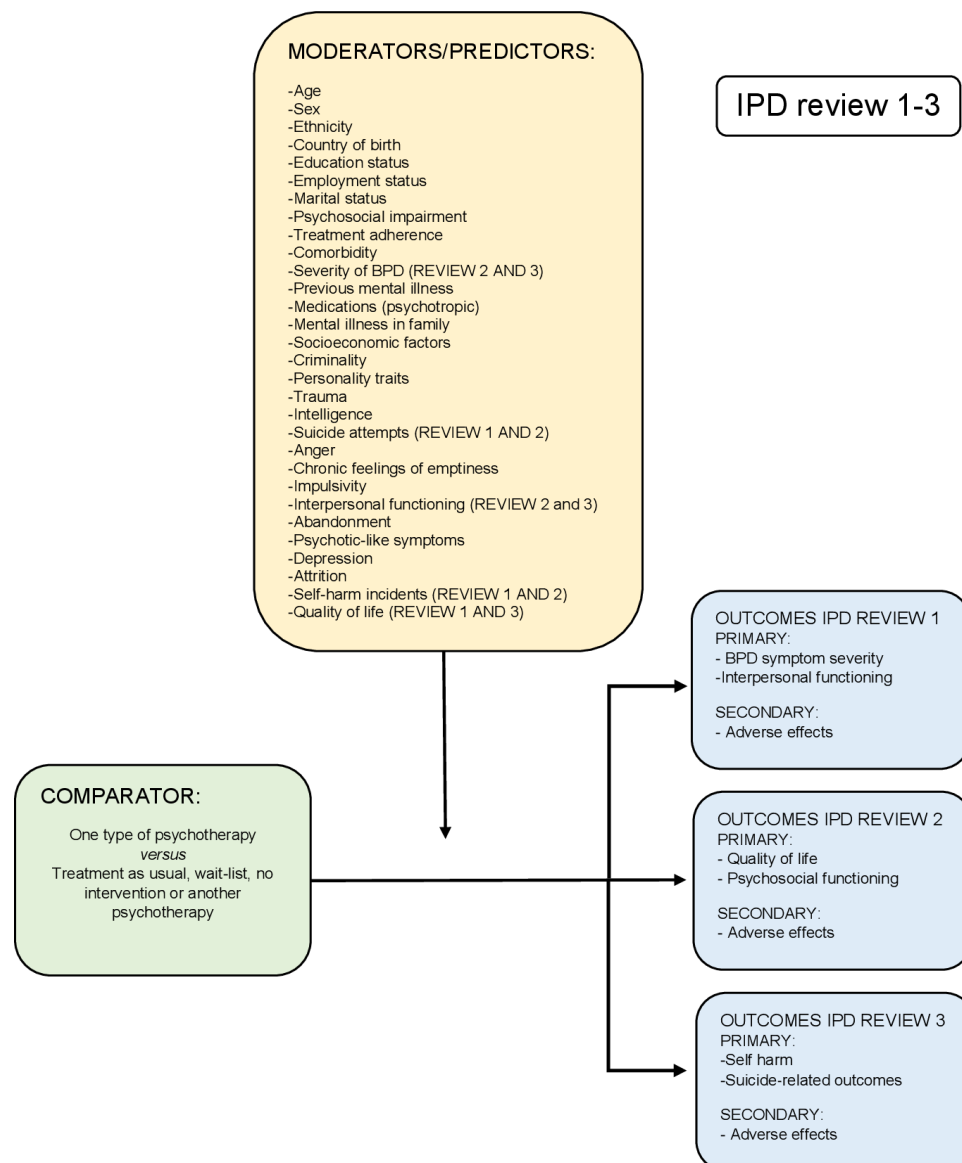 MODERATORS/PREDICTORS:
-Age
-Sex
-Ethnicity
-Country of birth
-Education status
-Employment status
-Marital status
-Psychosocial impairment
-Treatment adherence
-Comorbidity
-Severity of BPD (REVIEW 2 AND 3)
-Previous mental illness
-Medications (psychotropic)
-Mental illness in family
-Socioeconomic factors
-Criminality
-Personality traits
-Trauma
-Intelligence
-Suicide attempts (REVIEW 1 AND 2)
-Anger
-Chronic feelings of emptiness
-Impulsivity
-Interpersonal functioning (REVIEW 2 and 3)
-Abandonment
-Psychotic-like symptoms
-Depression
-Attrition
-Self-harm incidents (REVIEW 1 AND 2)
-Quality of life (REVIEW 1 AND 3)
IPD review 1-3
COMPARATOR:
One type of psychotherapy
versus
Treatment as usual, wait-list, no
intervention or another
psychotherapy
OUTCOMES IPD REVIEW 1
PRIMARY:
- BPD symptom severity
-Interpersonal functioning
SECONDARY:
- Adverse effects
OUTCOMES IPD REVIEW 2
PRIMARY:
- Quality of life
- Psychosocial functioning
SECONDARY:
- Adverse effects
OUTCOMES IPD REVIEW 3
PRIMARY:
-Self harm
-Suicide-related outcomes
SECONDARY:
- Adverse effects